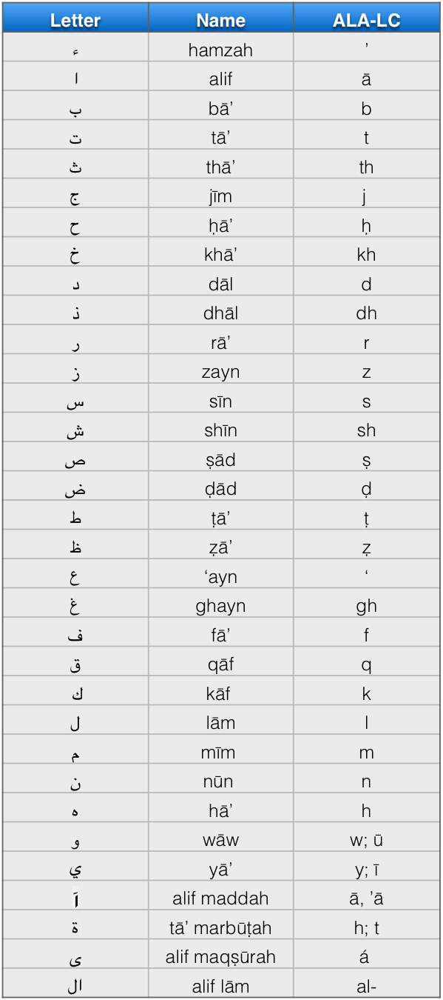 Letter Name ALA-LC
ء hamzah ’
ا alif ā
ب bā’ b
ت tā’ t
ث thā’ th
ج jīm j
ح ḥā’ ḥ
خ khā’ kh
د dāl d
ذ dhāl dh
ر rā’ r
ز zayn z
س sīn s
ش shīn sh
ص ṣād ṣ
ض ḍād ḍ
ط ṭā’ ṭ
ظ ẓā’ ẓ
ع ‘ayn ‘
غ ghayn gh
ف fā’ f
ق qāf q
ك kāf k
ل lām l
م mīm m
ن nūn n
ه hā’ h
و wāw w; ū
ي yā’ y; ī
آ alif maddah ā, ’ā
ة tā’ marbūṭah h; t
ى alif maqṣūrah á
ال alif lām al-